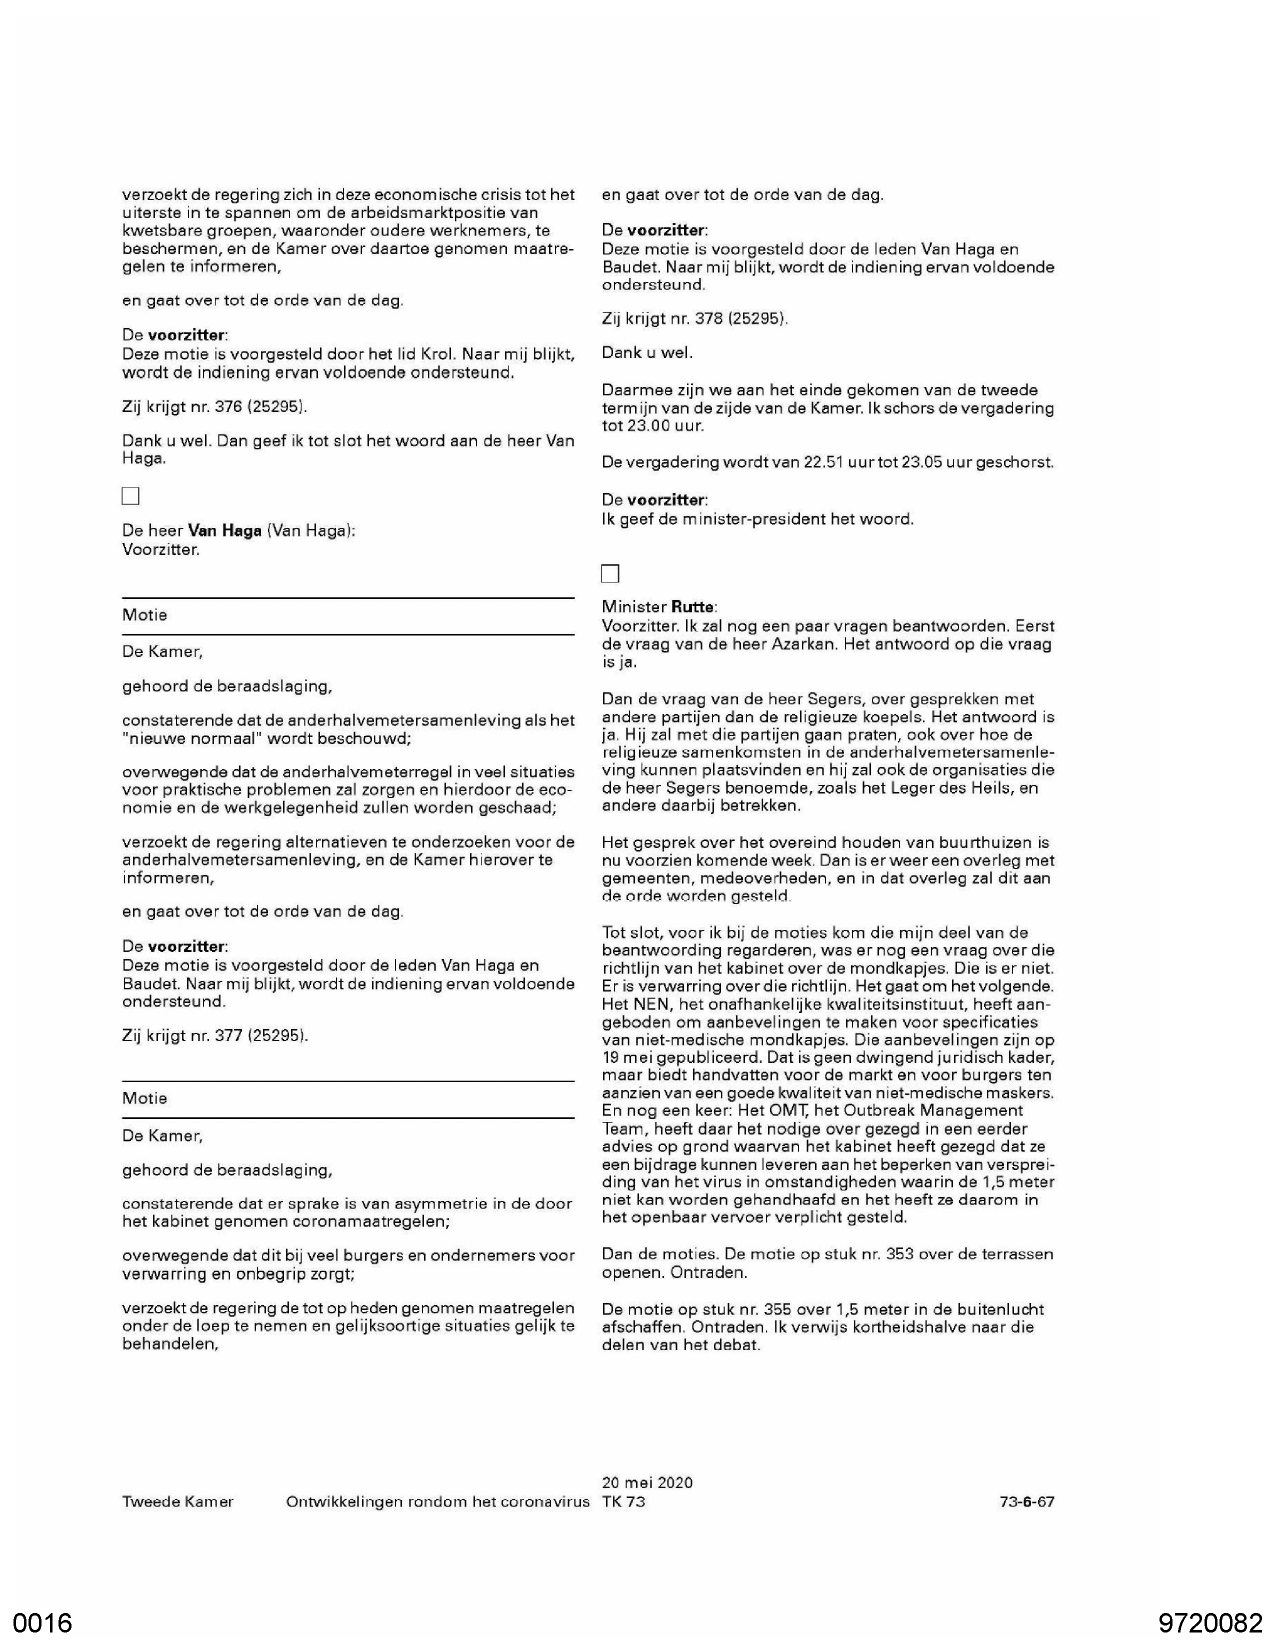 verzoekt de regering zich in deze economische crisis tot het
uiterste in te spannen om de arbeidsmarktpositie van
kwetsbare groepen, waaronder oudere werknemers, te
beschermen, en de Kamer over daartoe genomen maatre-
gelen te informeren,
en gaat over tot de orde van de dag.
De voorzitter:
Deze motie is voorgesteld door het lid Krol. Naar mij blijkt,
wordt de indiening ervan voldoende ondersteund.
Zij krijgt nr. 376 (25295).
Dank u wel. Dan geef ik tot slot het woord aan de heer Van
Haga.
De heer Van Haga (Van Haga):
Voorzitter.
Motie
De Kamer,
gehoord de beraadslaging,
constaterende dat de anderhalvemetersamenleving als het
"nieuwe normaal" wordt beschouwd;
overwegende dat de anderhalvemeterregel in veel situaties
voor praktische problemen zal zorgen en hierdoor de eco-
nomie en de werkgelegenheid zullen worden geschaad;
verzoekt de regering alternatieven te onderzoeken voor de
anderhalvemetersamenleving, en de Kamer hierover te
informeren,
en gaat over tot de orde van de dag.
De voorzitter:
Deze motie is voorgesteld door de leden Van Haga en
Baudet. Naar mij blijkt, wordt de indiening ervan voldoende
ondersteund.
Zij krijgt nr. 377 (25295).
Motie
De Kamer,
gehoord de beraadslaging,
constaterende dat er sprake is van asymmetrie in de door
het kabinet genomen coronamaatregelen;
overwegende dat dit bij veel burgers en ondernemers voor
verwarring en onbegrip zorgt;
verzoekt de regering de tot op heden genomen maatregelen
onder de loep te nemen en gelijksoortige situaties gelijk te
behandelen,
en gaat over tot de orde van de dag.
De voorzitter:
Deze motie is voorgesteld door de leden Van Haga en
Baudet. Naar mij blijkt, wordt de indiening ervan voldoende
ondersteund.
Zij krijgt nr. 378 (25295).
Dank u wel.
Daarmee zijn we aan het einde gekomen van de tweede
termijn van de zijde van de Kamer. Ik schors de vergadering
tot 23.00 uur.
De vergadering wordt van 22.51 uur tot 23.05 uur geschorst.
De voorzitter:
Ik geef de minister-president het woord.
Minister Rutte:
Voorzitter. Ik zal nog een paar vragen beantwoorden. Eerst
de vraag van de heer Azarkan. Het antwoord op die vraag
is ja.
Dan de vraag van de heer Segers, over gesprekken met
andere partijen dan de religieuze koepels. Het antwoord is
ja. Hij zal met die partijen gaan praten, ook over hoe de
religieuze samenkomsten in de anderhalvemetersamenle-
ving kunnen plaatsvinden en hij zal ook de organisaties die
de heer Segers benoemde, zoals het Leger des Heils, en
andere daarbij betrekken.
Het gesprek over het overeind houden van buurthuizen is
nu voorzien komende week. Dan is er weer een overleg met
gemeenten, medeoverheden, en in dat overleg zal dit aan
de orde worden gesteld.
Tot slot, voor ik bij de moties kom die mijn deel van de
beantwoording regarderen, was er nog een vraag over die
richtlijn van het kabinet over de mondkapjes. Die is er niet.
Er is verwarring over die richtlijn. Het gaat om het volgende.
Het NEN, het onafhankelijke kwaliteitsinstituut, heeft aan-
geboden om aanbevelingen te maken voor specificaties
van niet-medische mondkapjes. Die aanbevelingen zijn op
19 mei gepubliceerd. Dat is geen dwingend juridisch kader,
maar biedt handvatten voor de markt en voor burgers ten
aanzien van een goede kwaliteit van niet-medische maskers.
En nog een keer: Het OMT, het Outbreak Management
Team, heeft daar het nodige over gezegd in een eerder
advies op grond waarvan het kabinet heeft gezegd dat ze
een bijdrage kunnen leveren aan het beperken van versprei-
ding van het virus in omstandigheden waarin de 1,5 meter
niet kan worden gehandhaafd en het heeft ze daarom in
het openbaar vervoer verplicht gesteld.
Dan de moties. De motie op stuk nr. 353 over de terrassen
openen. Ontraden.
De motie op stuk nr. 355 over 1,5 meter in de buitenlucht
afschaffen. Ontraden. Ik verwijs kortheidshalve naar die
delen van het debat.
20 mei 2020
Tweede Kamer Ontwikkelingen rondom het coronavirus TK 73 73-6-67
0016 9720082